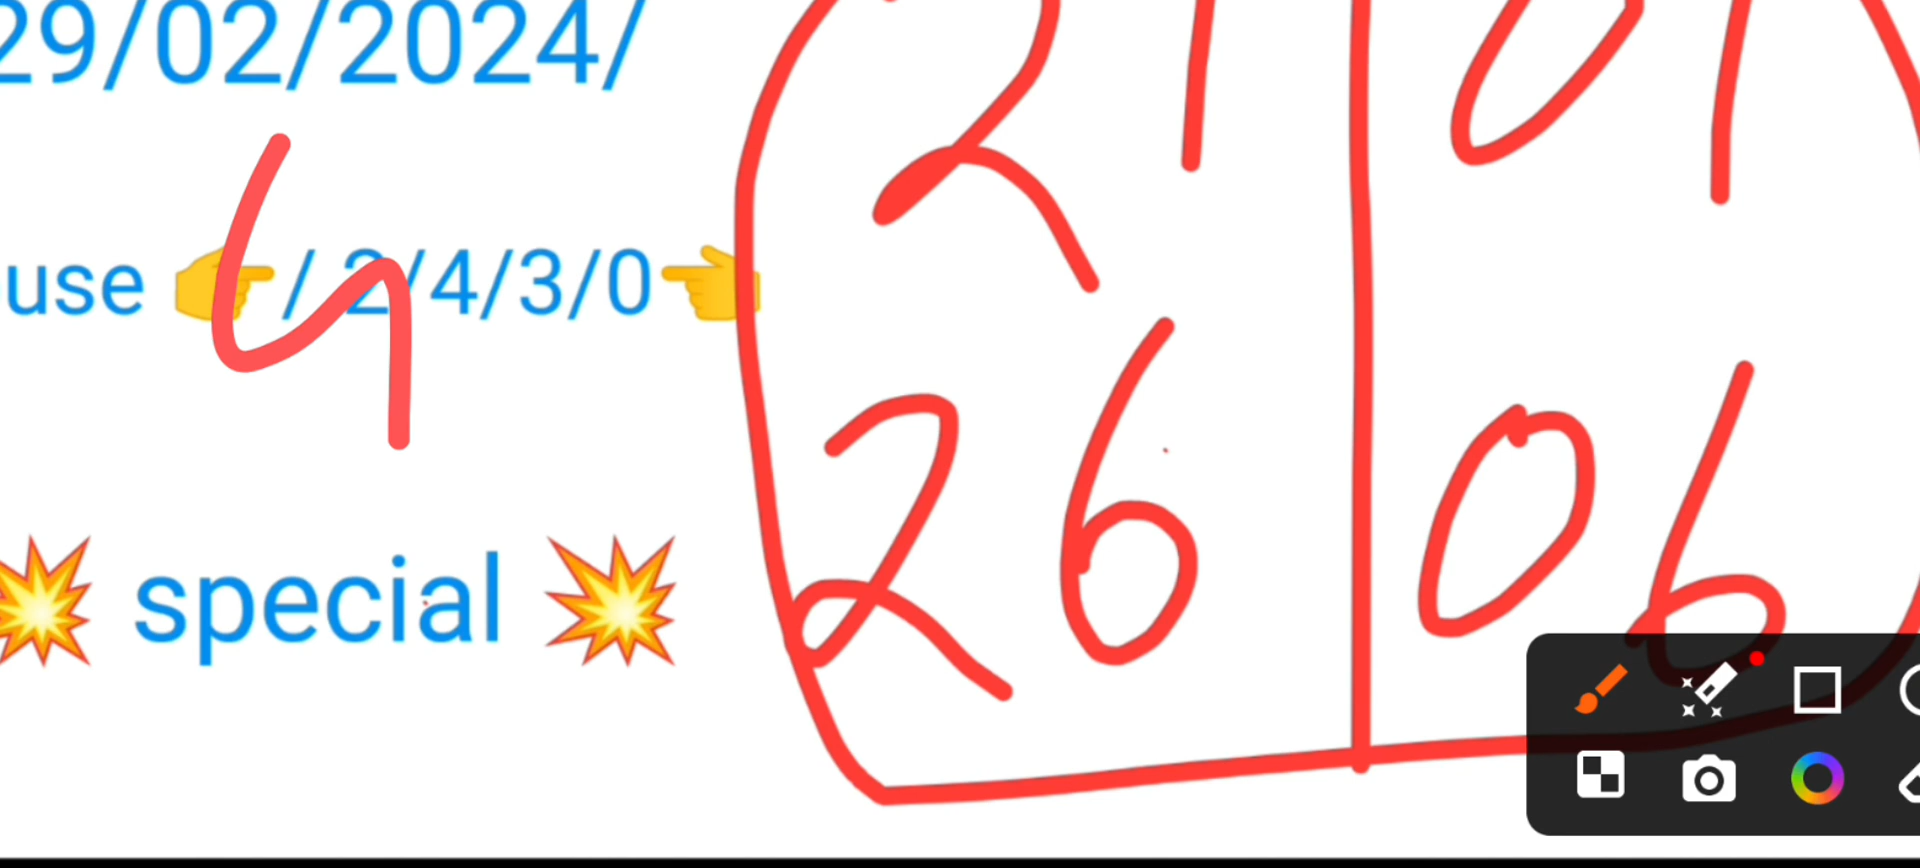 29/02/2024/
use 👉/ 2/4/3/0👈
4
💥 special 💥
21 01
26 06